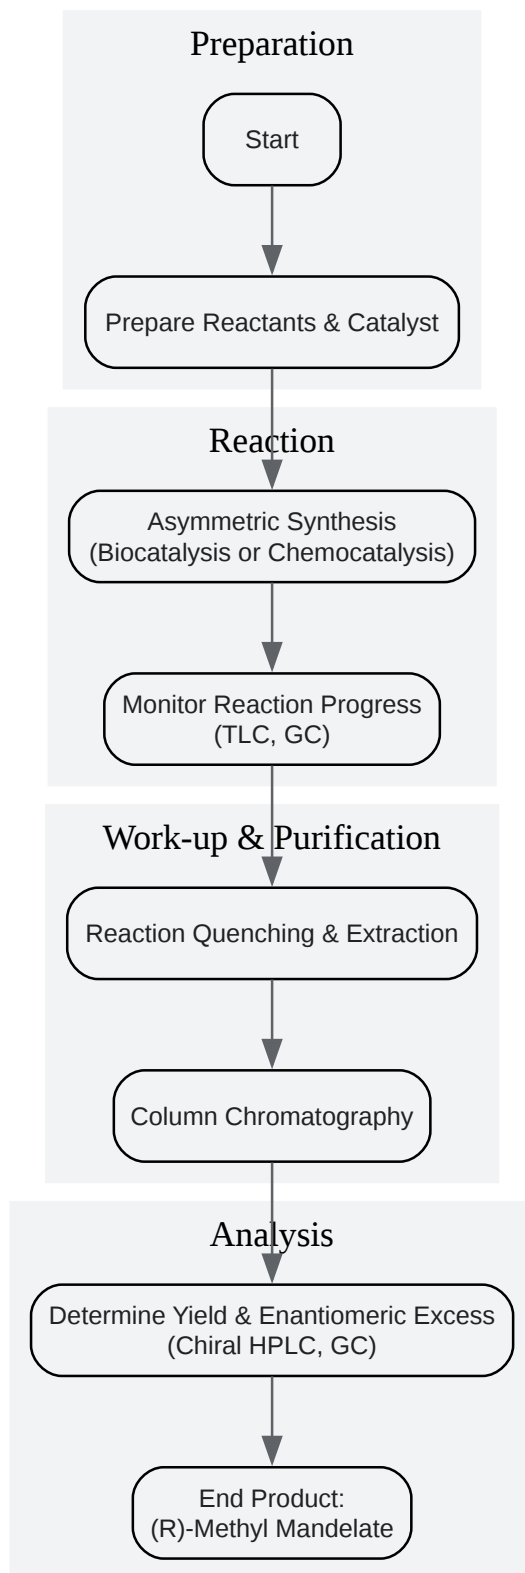 Preparation
Start
Prepare Reactants & Catalyst
Reaction
Asymmetric Synthesis
(Biocatalysis or Chemocatalysis)
Monitor Reaction Progress
(TLC, GC)
Work-up & Purification
Reaction Quenching & Extraction
Column Chromatography
Analysis
Determine Yield & Enantiomeric Excess
(Chiral HPLC, GC)
End Product:
(R)-Methyl Mandelate